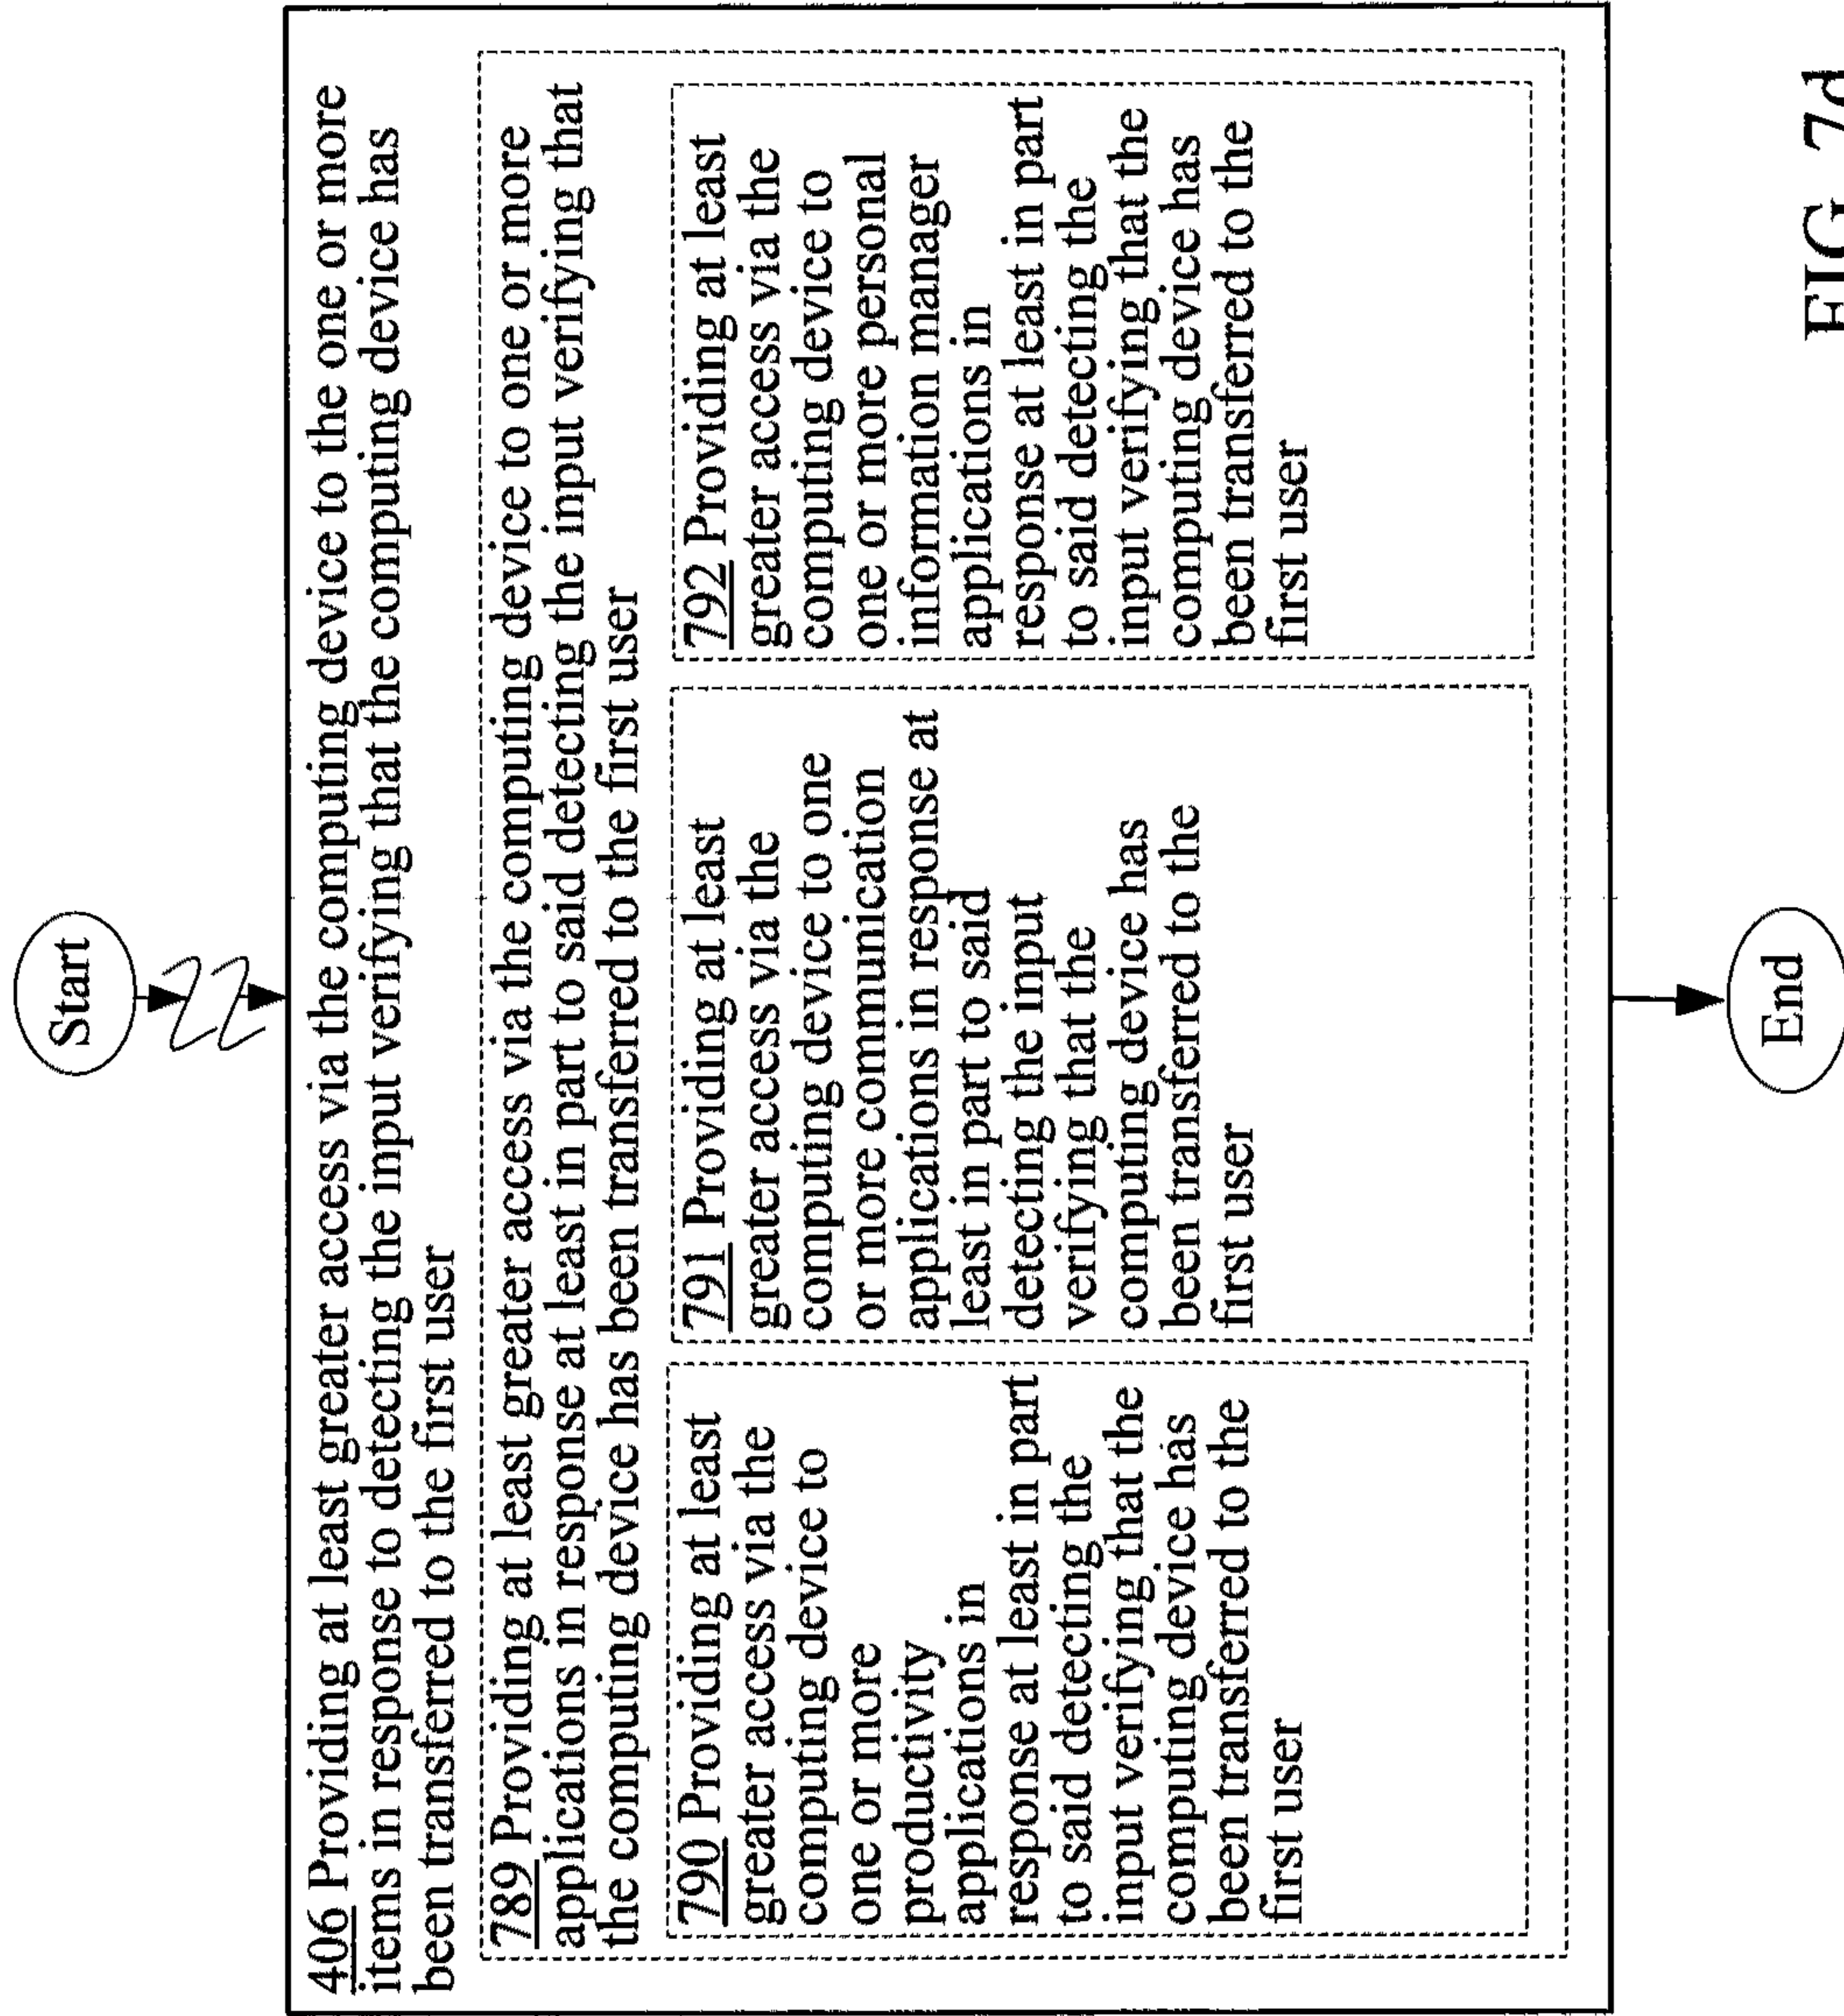 Start
406 Providing at least greater access via the computing device to the one or more
items in response to detecting the input verifying that the computing device has
been transferred to the first user
789 Providing at least greater access via the computing device to one or more
applications in response at least in part to said detecting the input verifying that
the computing device has been transferred to the first user
790 Providing at least
greater access via the
computing device to
one or more
productivity
applications in
response at least in part
to said detecting the
input verifying that the
computing device has
been transferred to the
first user
791 Providing at least
greater access via the
computing device to one
or more communication
applications in response at
least in part to said
detecting the input
verifying that the
computing device has
been transferred to the
first user
792 Providing at least
greater access via the
computing device to
one or more personal
information manager
applications in
response at least in part
to said detecting the
input verifying that the
computing device has
been transferred to the
first user
End
FIG. 7d